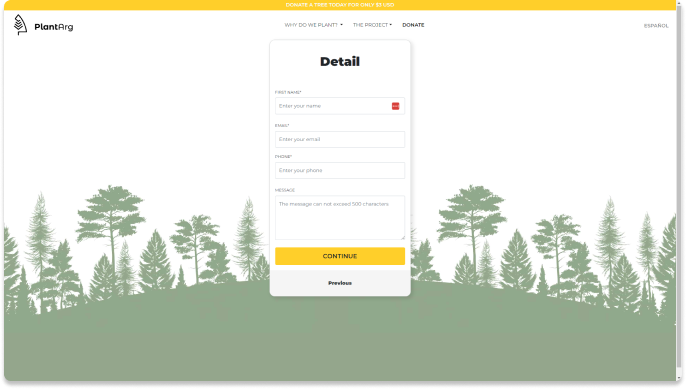 DONATE A TREE TODAY FOR ONLY $3 USD
PlantArg
WHY DO WE PLANT?
THE PROJECT
DONATE
ESPAÑOL
Detail
FIRST NAME*
Enter your name
EMAIL*
Enter your email
PHONE*
Enter your phone
MESSAGE
The message can not exceed 500 characters
CONTINUE
Previous